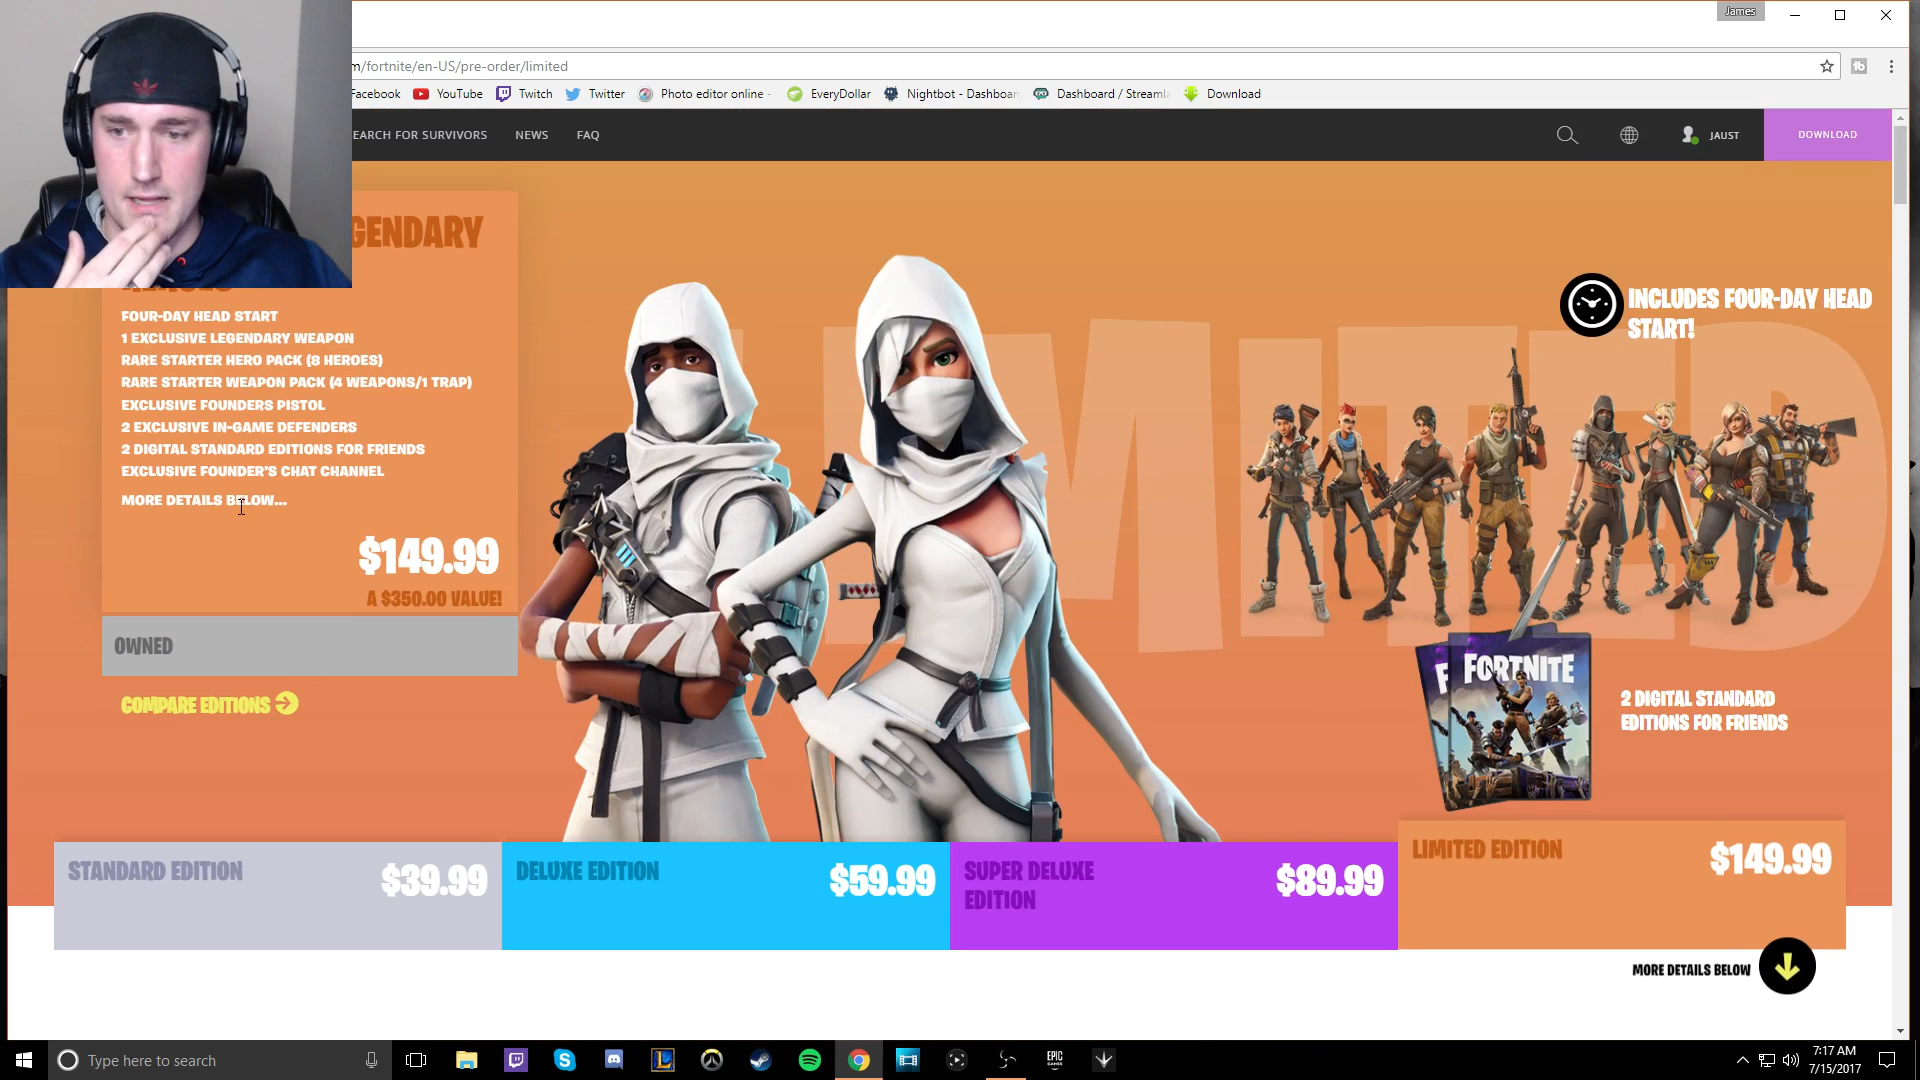 James
m/fortnite/en-US/pre-order/limited
Facebook
YouTube
Twitch
Twitter
Photo editor online -
EveryDollar
Nightbot - Dashboar
Dashboard / Streaml
Download
EARCH FOR SURVIVORS
NEWS
FAQ
JAUST
DOWNLOAD
GENDARY
FOUR-DAY HEAD START
1 EXCLUSIVE LEGENDARY WEAPON
RARE STARTER HERO PACK (8 HEROES)
RARE STARTER WEAPON PACK (4 WEAPONS/1 TRAP)
EXCLUSIVE FOUNDERS PISTOL
2 EXCLUSIVE IN-GAME DEFENDERS
2 DIGITAL STANDARD EDITIONS FOR FRIENDS
EXCLUSIVE FOUNDER'S CHAT CHANNEL
MORE DETAILS BELOW...
$149.99
A $350.00 VALUE!
OWNED
COMPARE EDITIONS
LIMITED
INCLUDES FOUR-DAY HEAD
START!
F
FORTNITE
2 DIGITAL STANDARD
EDITIONS FOR FRIENDS
STANDARD EDITION
$39.99
DELUXE EDITION
$59.99
SUPER DELUXE
EDITION
$89.99
LIMITED EDITION
$149.99
MORE DETAILS BELOW
Type here to search
EPIC
GAMES
7:17 AM
7/15/2017